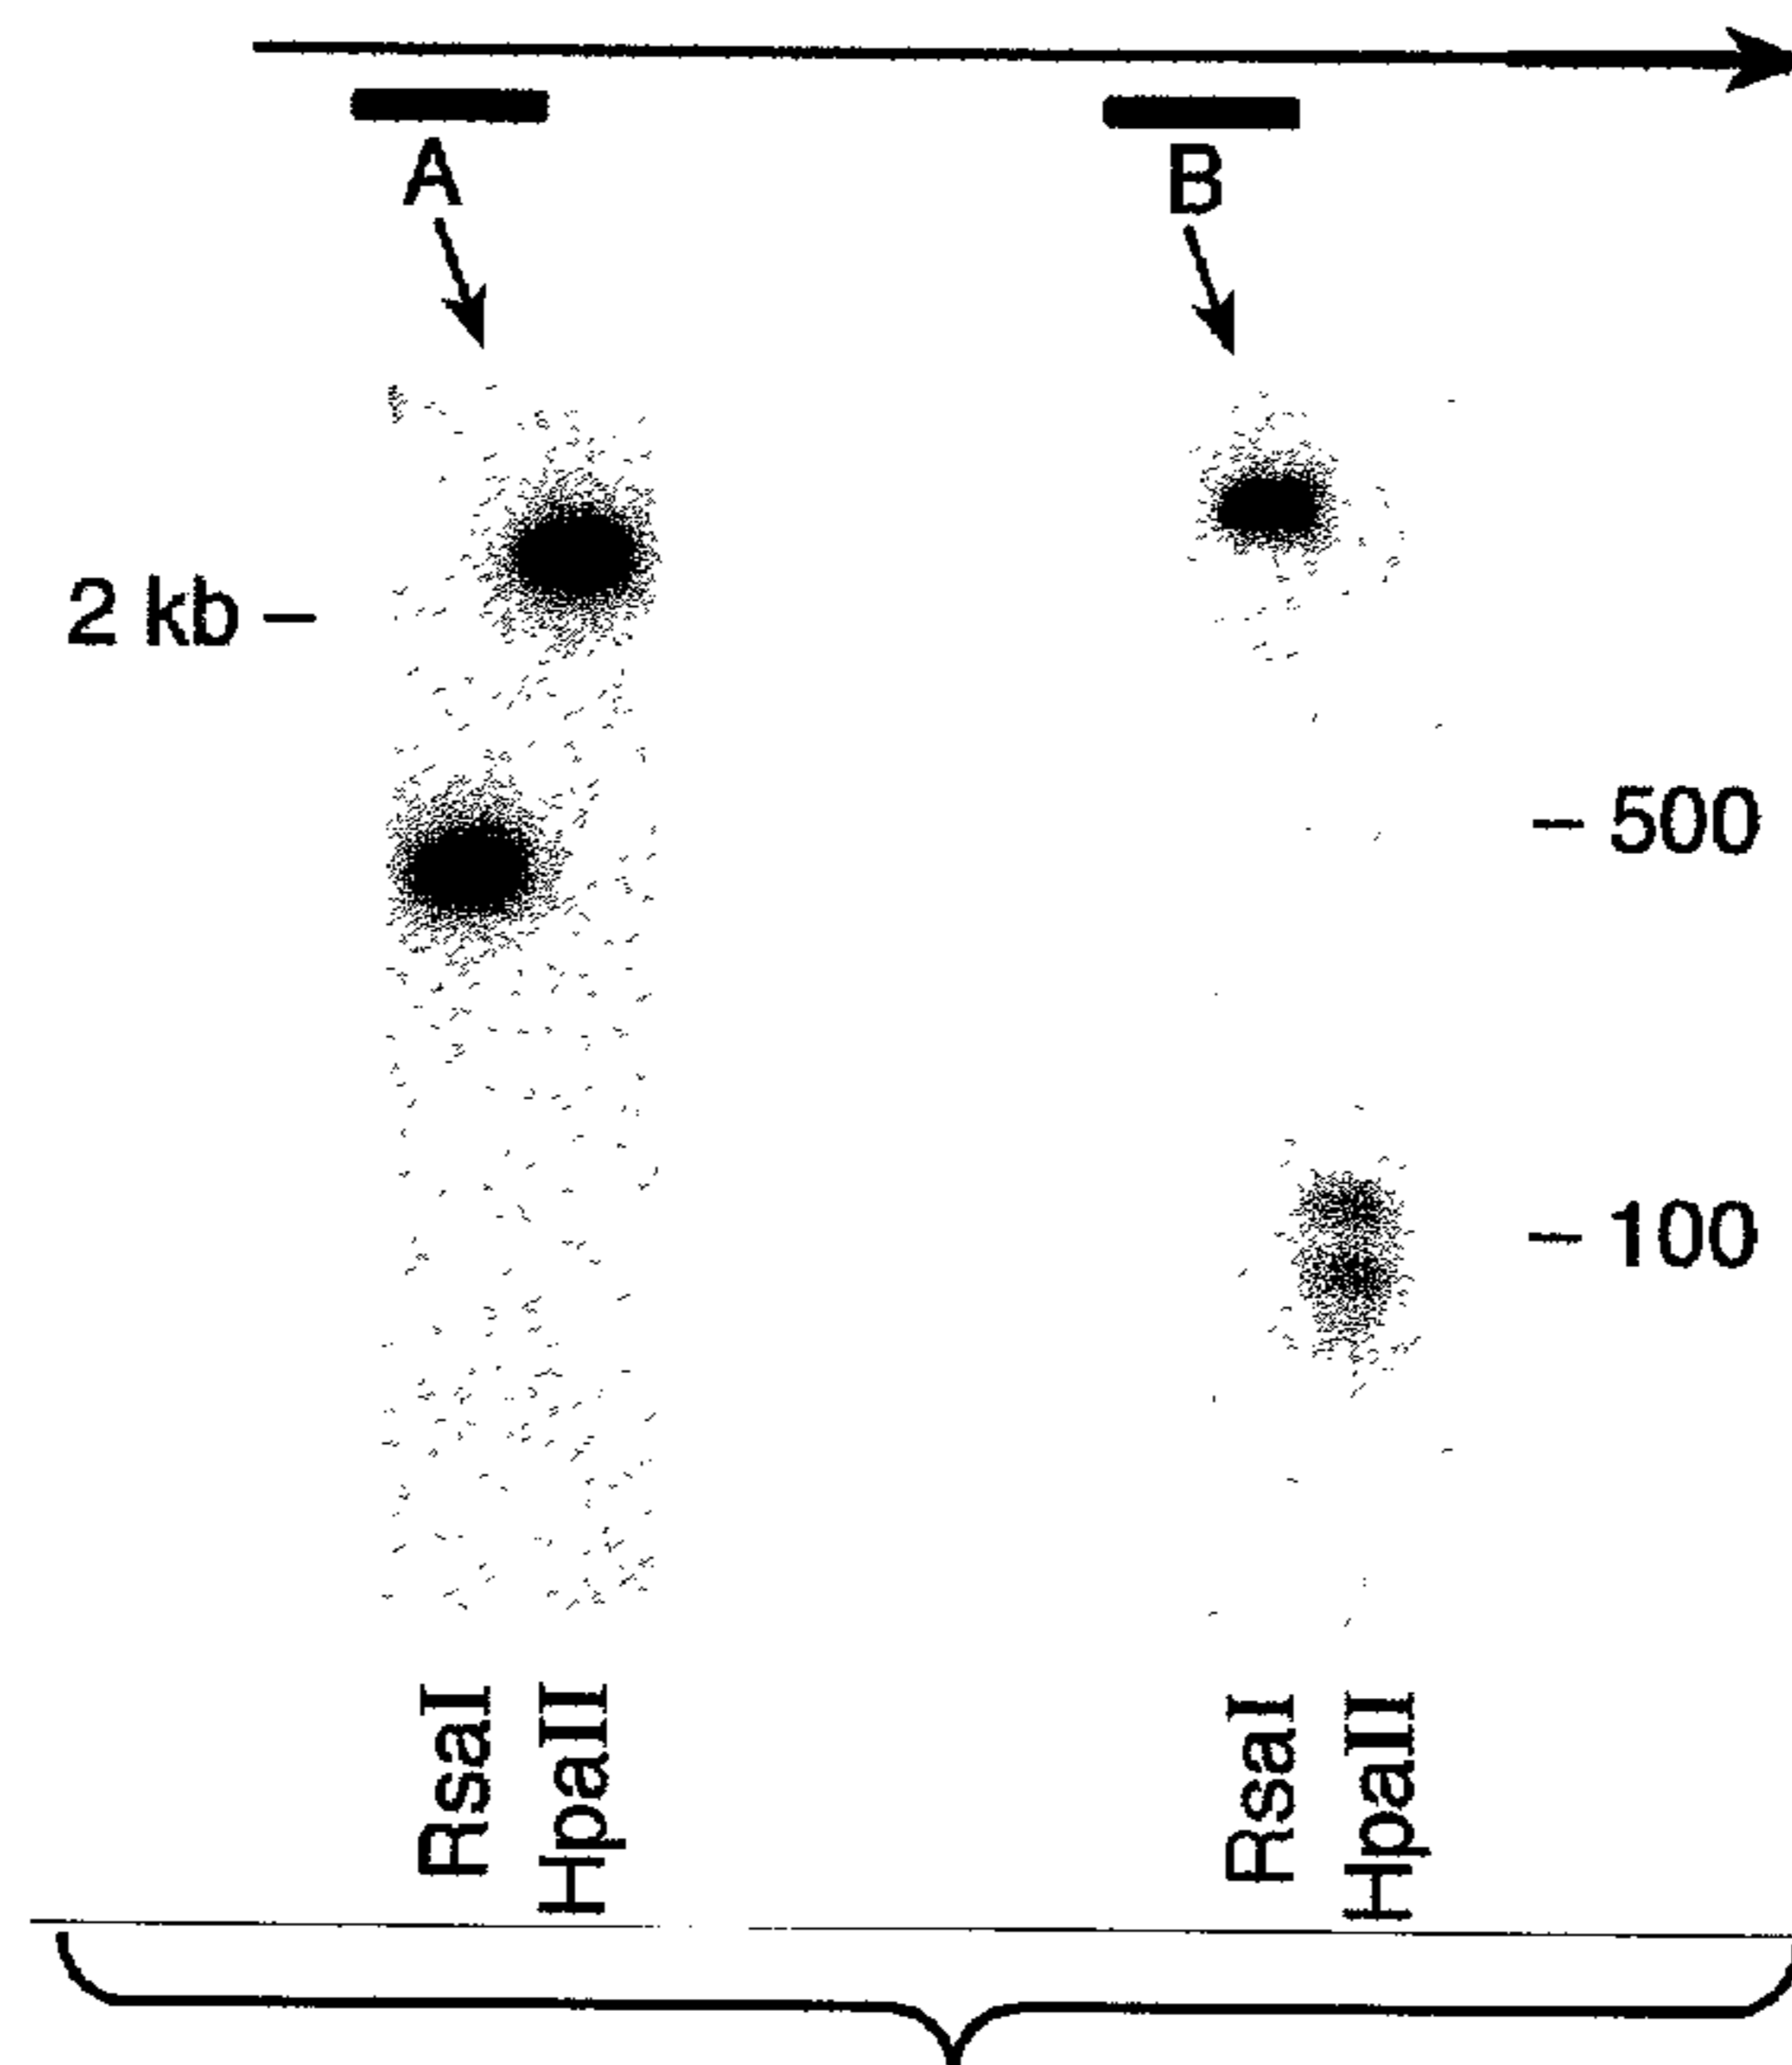 A B
2 kb –
– 500
– 100
RsaI HpaII RsaI HpaII